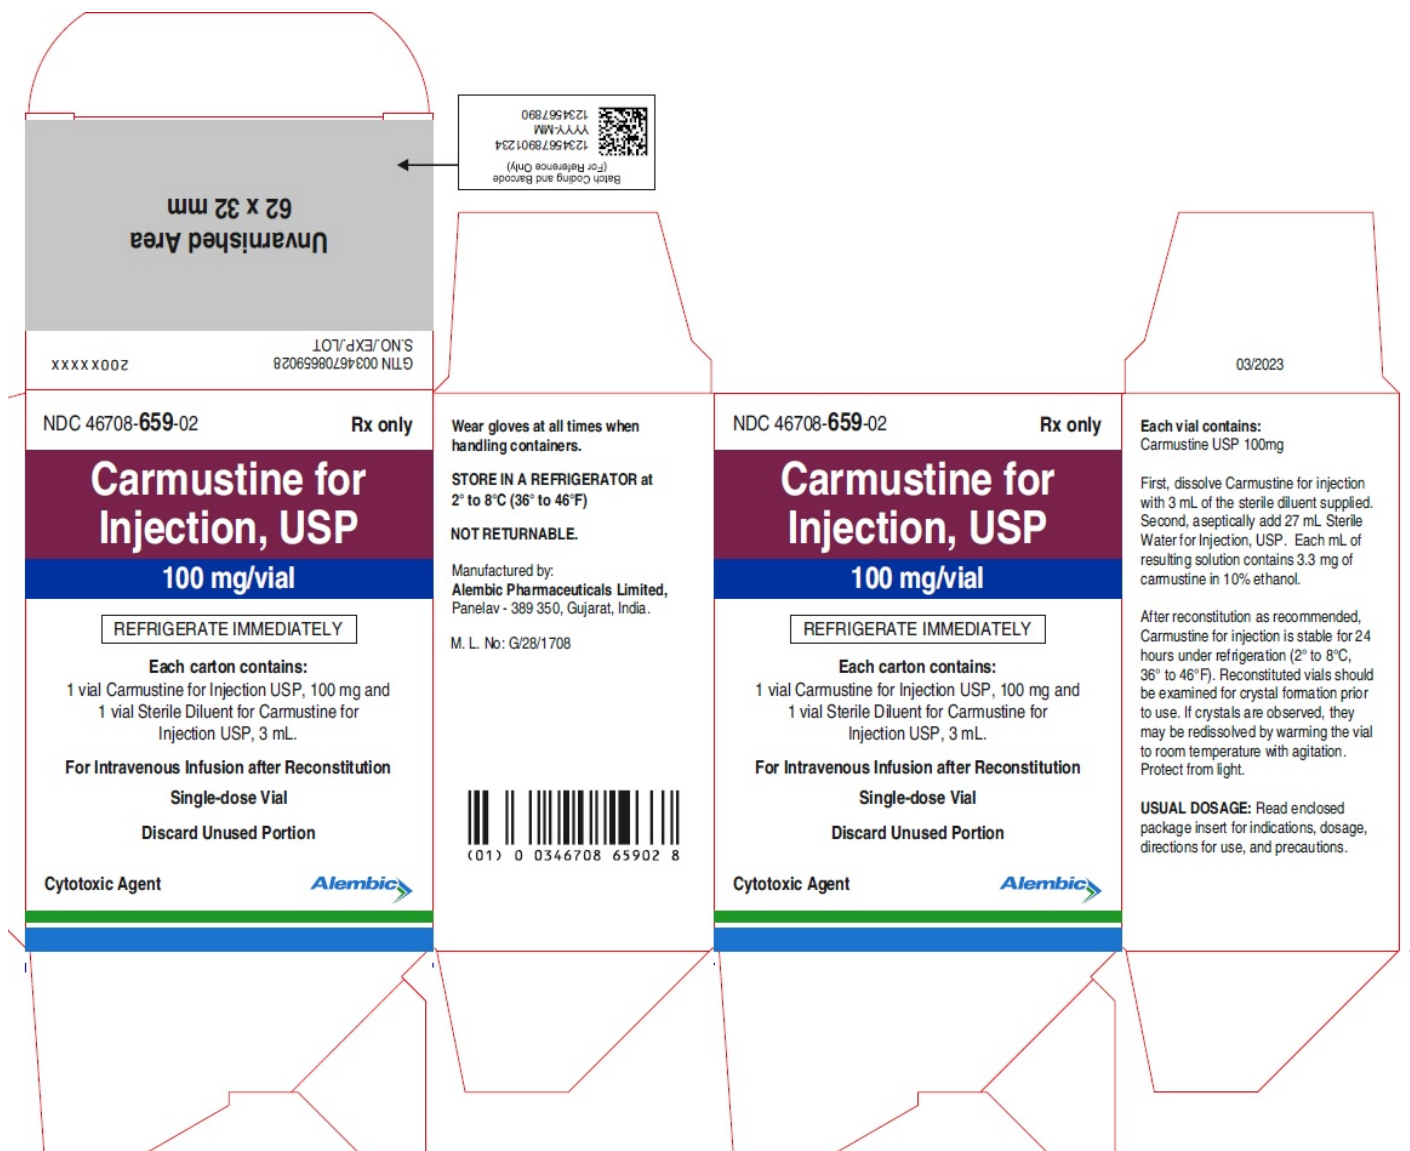 Batch Coding and Barcode
(For Reference Only)
12345678901234
YYYY-MM
1234567890
Unvarnished Area
62 x 32 mm
GTIN 00346708659028
S.NO./EXP./LOT
200XXXXX
NDC 46708-659-02
Rx only
Carmustine for
Injection, USP
100 mg/vial
REFRIGERATE IMMEDIATELY
Each carton contains:
1 vial Carmustine for Injection USP, 100 mg and
1 vial Sterile Diluent for Carmustine for
Injection USP, 3 mL.
For Intravenous Infusion after Reconstitution
Single-dose Vial
Discard Unused Portion
Cytotoxic Agent
Alembic
Wear gloves at all times when
handling containers.
STORE IN A REFRIGERATOR at
2° to 8°C (36° to 46°F)
NOT RETURNABLE.
Manufactured by:
Alembic Pharmaceuticals Limited,
Panelav - 389 350, Gujarat, India.
M. L. No: G/28/1708
(01) 0 0346708 65902 8
NDC 46708-659-02
Rx only
Carmustine for
Injection, USP
100 mg/vial
REFRIGERATE IMMEDIATELY
Each carton contains:
1 vial Carmustine for Injection USP, 100 mg and
1 vial Sterile Diluent for Carmustine for
Injection USP, 3 mL.
For Intravenous Infusion after Reconstitution
Single-dose Vial
Discard Unused Portion
Cytotoxic Agent
Alembic
03/2023
Each vial contains:
Carmustine USP 100mg
First, dissolve Carmustine for injection
with 3 mL of the sterile diluent supplied.
Second, aseptically add 27 mL Sterile
Water for Injection, USP. Each mL of
resulting solution contains 3.3 mg of
carmustine in 10% ethanol.
After reconstitution as recommended,
Carmustine for injection is stable for 24
hours under refrigeration (2° to 8°C,
36° to 46°F). Reconstituted vials should
be examined for crystal formation prior
to use. If crystals are observed, they
may be redissolved by warming the vial
to room temperature with agitation.
Protect from light.
USUAL DOSAGE: Read enclosed
package insert for indications, dosage,
directions for use, and precautions.